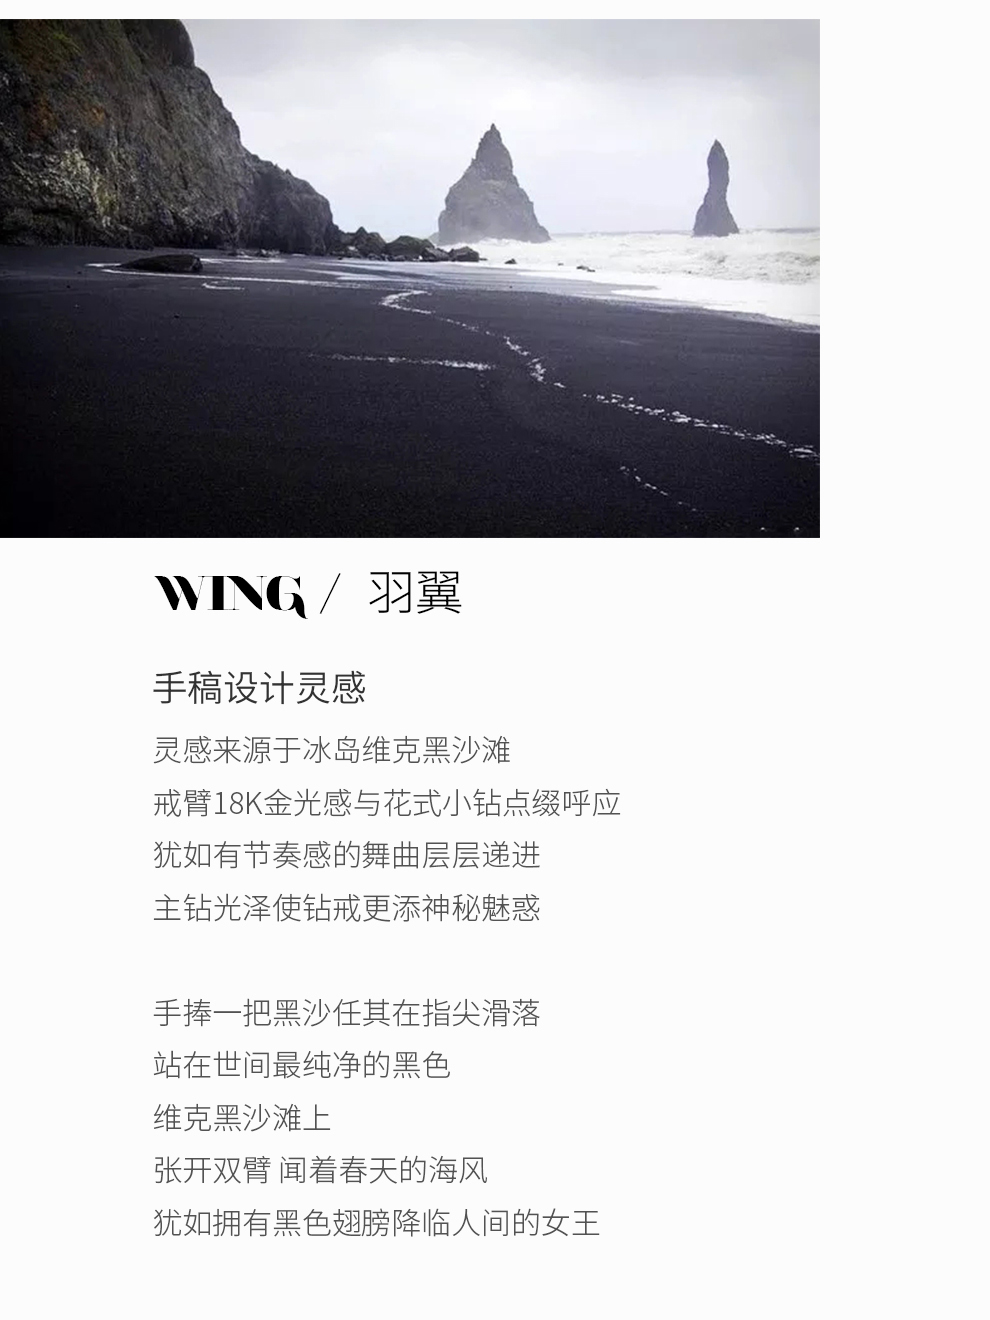 WING / 羽翼
手稿设计灵感
灵感来源于冰岛维克黑沙滩
戒臂18K金光感与花式小钻点缀呼应
犹如有节奏感的舞曲层层递进
主钻光泽使钻戒更添神秘魅惑
手捧一把黑沙任其在指尖滑落
站在世间最纯净的黑色
维克黑沙滩上
张开双臂 闻着春天的海风
犹如拥有黑色翅膀降临人间的女王